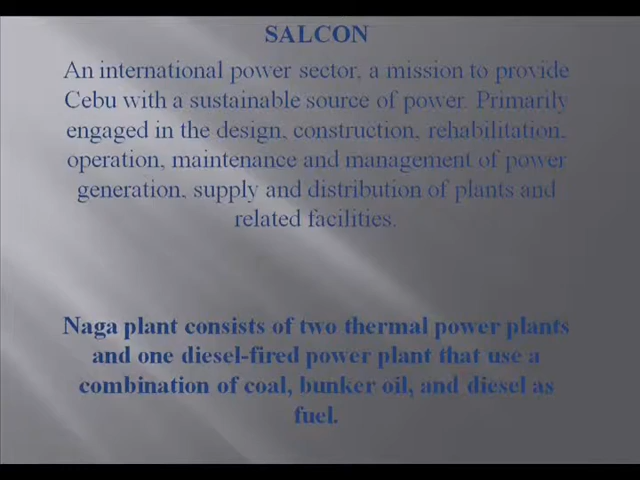 SALCON
An international power sector, a mission to provide
Cebu with a sustainable source of power. Primarily
engaged in the design, construction, rehabilitation,
operation, maintenance and management of power
generation, supply and distribution of plants and
related facilities.
Naga plant consists of two thermal power plants
and one diesel-fired power plant that use a
combination of coal, bunker oil, and diesel as
fuel.